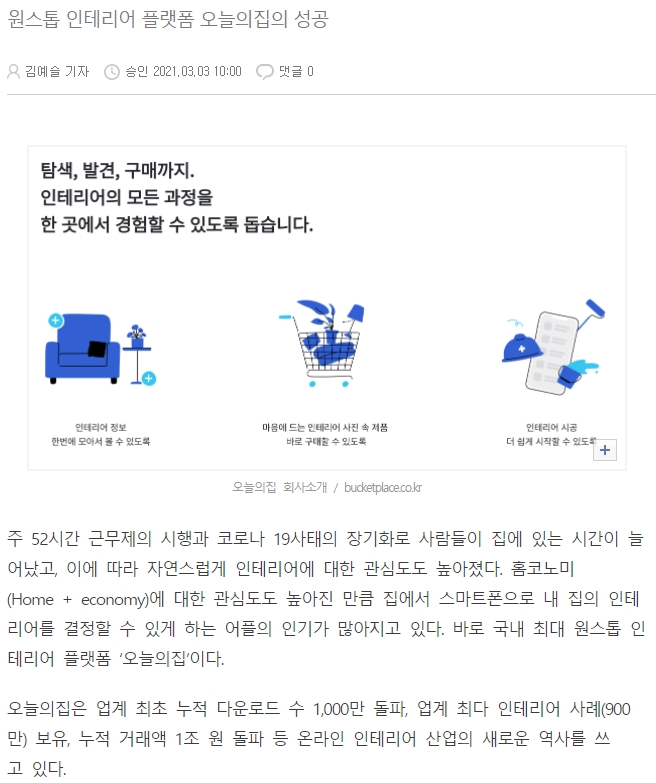 원스톱 인테리어 플랫폼 오늘의집의 성공
김예슬 기자 승인 2021.03.03 10:00 댓글 0
탐색, 발견, 구매까지.
인테리어의 모든 과정을
한 곳에서 경험할 수 있도록 돕습니다.
인테리어 정보
한번에 모아서 볼 수 있도록
마음에 드는 인테리어 사진 속 제품
바로 구매할 수 있도록
인테리어 시공
더 쉽게 시작할 수 있도록
오늘의집 회사소개 / bucketplace.co.kr
주 52시간 근무제의 시행과 코로나 19사태의 장기화로 사람들이 집에 있는 시간이 늘
어났고, 이에 따라 자연스럽게 인테리어에 대한 관심도도 높아졌다. 홈코노미
(Home + economy)에 대한 관심도도 높아진 만큼 집에서 스마트폰으로 내 집의 인테
리어를 결정할 수 있게 하는 어플의 인기가 많아지고 있다. 바로 국내 최대 원스톱 인
테리어 플랫폼 ‘오늘의집’이다.
오늘의집은 업계 최초 누적 다운로드 수 1,000만 돌파, 업계 최다 인테리어 사례(900
만) 보유, 누적 거래액 1조 원 돌파 등 온라인 인테리어 산업의 새로운 역사를 쓰
고 있다.